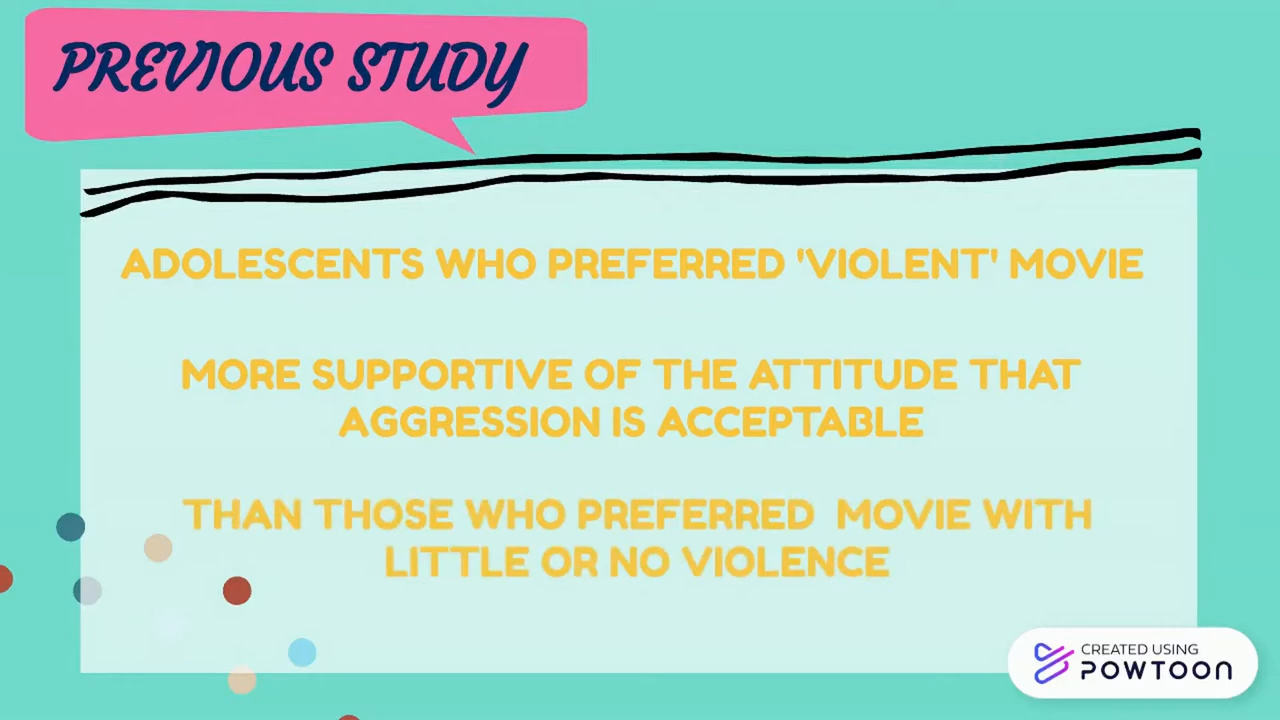 PREVIOUS STUDY
ADOLESCENTS WHO PREFERRED 'VIOLENT' MOVIE
MORE SUPPORTIVE OF THE ATTITUDE THAT
AGGRESSION IS ACCEPTABLE
THAN THOSE WHO PREFERRED MOVIE WITH
LITTLE OR NO VIOLENCE
CREATED USING
POWTOON